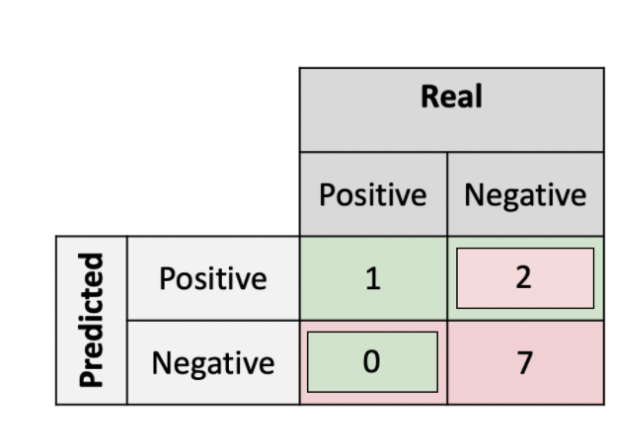 Real
Positive Negative
Predicted
Positive 1 2
Negative 0 7